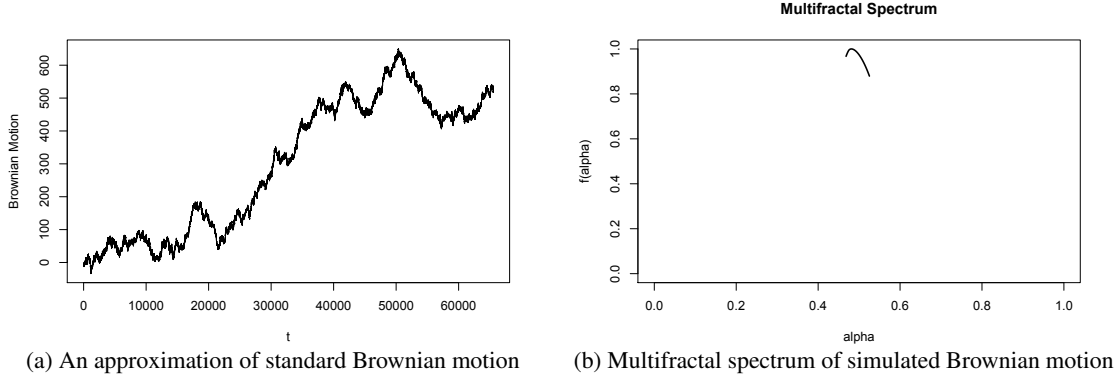 Brownian Motion
600
500
400
300
200
100
0
0 10000 20000 30000 40000 50000 60000
t
(a) An approximation of standard Brownian motion
Multifractal Spectrum
f(alpha)
1.0
0.8
0.6
0.4
0.2
0.0
0.0 0.2 0.4 0.6 0.8 1.0
alpha
(b) Multifractal spectrum of simulated Brownian motion